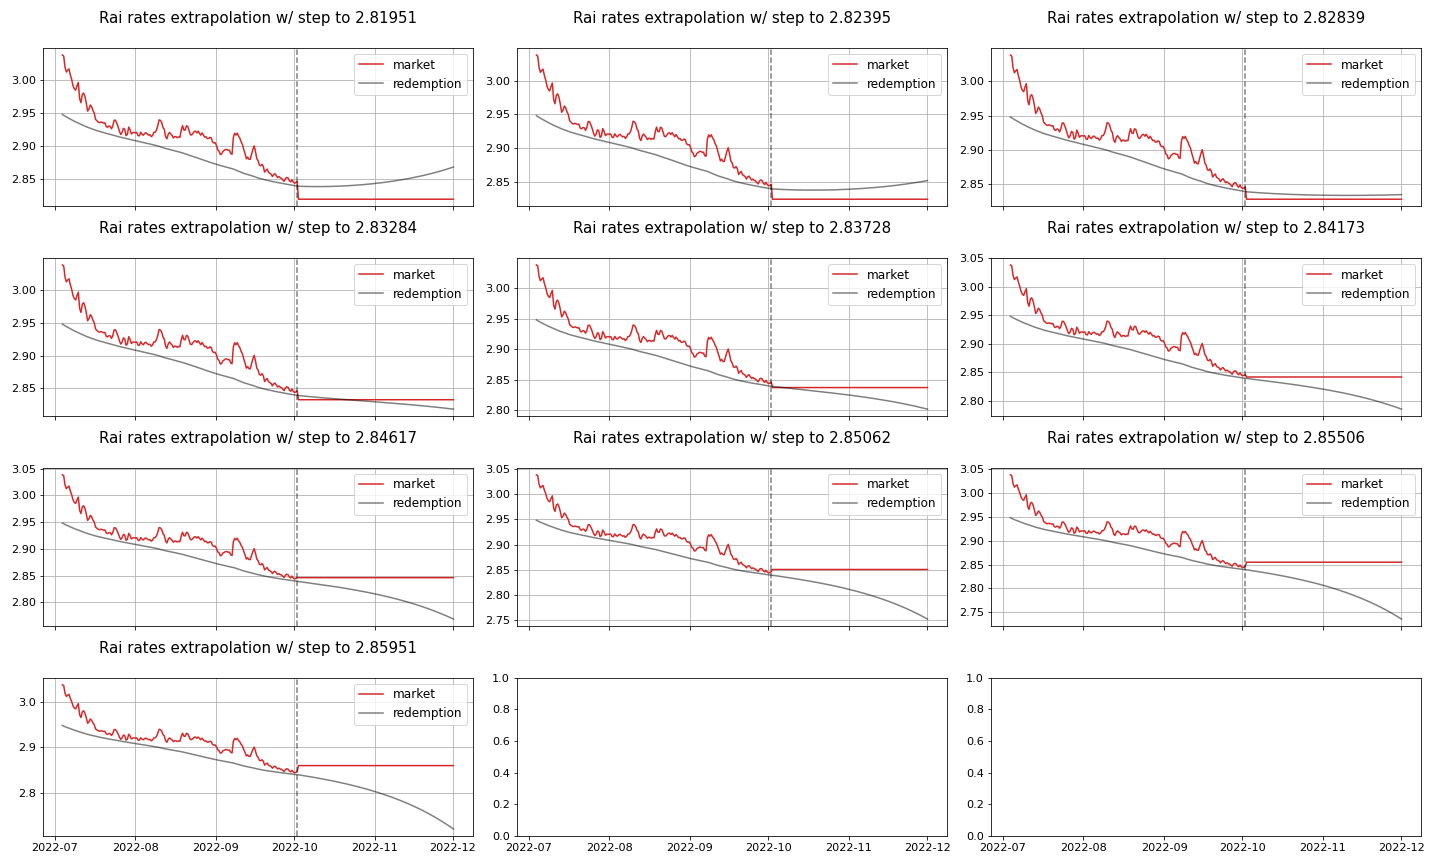 Rai rates extrapolation w/ step to 2.81951
Rai rates extrapolation w/ step to 2.82395
Rai rates extrapolation w/ step to 2.82839
3.00
2.95
2.90
2.85
market
redemption
3.00
2.95
2.90
2.85
market
redemption
3.00
2.95
2.90
2.85
market
redemption
Rai rates extrapolation w/ step to 2.83284
Rai rates extrapolation w/ step to 2.83728
Rai rates extrapolation w/ step to 2.84173
3.00
2.95
2.90
2.85
market
redemption
3.00
2.95
2.90
2.85
2.80
market
redemption
3.05
3.00
2.95
2.90
2.85
2.80
market
redemption
Rai rates extrapolation w/ step to 2.84617
Rai rates extrapolation w/ step to 2.85062
Rai rates extrapolation w/ step to 2.85506
3.05
3.00
2.95
2.90
2.85
2.80
market
redemption
3.05
3.00
2.95
2.90
2.85
2.80
2.75
market
redemption
3.05
3.00
2.95
2.90
2.85
2.80
2.75
market
redemption
Rai rates extrapolation w/ step to 2.85951
3.0
2.9
2.8
market
redemption
2022-07 2022-08 2022-09 2022-10 2022-11 2022-12
1.0
0.8
0.6
0.4
0.2
0.0
2022-07 2022-08 2022-09 2022-10 2022-11 2022-12
1.0
0.8
0.6
0.4
0.2
0.0
2022-07 2022-08 2022-09 2022-10 2022-11 2022-12